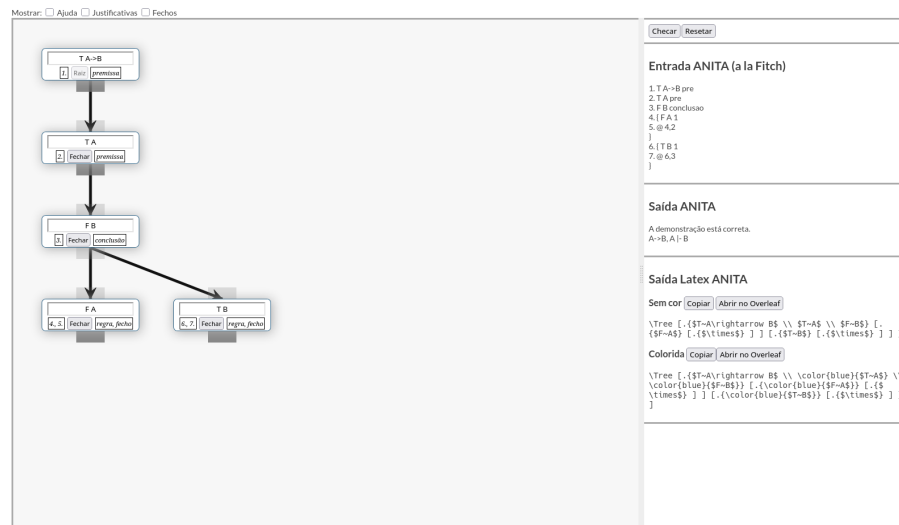 Mostrar: Ajuda Justificativas Fechos
T A->B
1. Raiz premissa
T A
2. Fechar premissa
F B
3. Fechar conclusão
F A
4., 5. Fechar regra, fecho
T B
6., 7. Fechar regra, fecho
Checar Resetar
Entrada ANITA (a la Fitch)
1. T A->B pre
2. T A pre
3. F B conclusao
4. { F A 1
5. @ 4,2
}
6. { T B 1
7. @ 6,3
}
Saída ANITA
A demonstração está correta.
A->B, A |- B
Saída Latex ANITA
Sem cor Copiar Abrir no Overleaf
\Tree [.{$T~A\rightarrow B$ \\ $T~A$ \\ $F~B$} [.
{$F~A$} [.{$\times$} ] ] [.{$T~B$} [.{$\times$} ] ]
Colorida Copiar Abrir no Overleaf
\Tree [.{$T~A\rightarrow B$ \\ \color{blue}{$T~A$} \
\color{blue}{$F~B$}} [.{\color{blue}{$F~A$}} [.{$
\times$} ] ] [.{\color{blue}{$T~B$}} [.{$\times$} ]
]